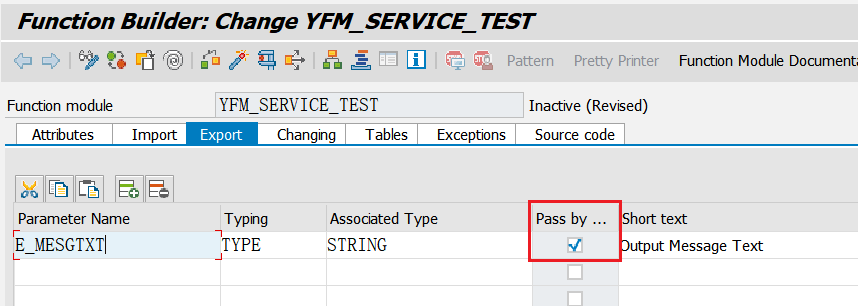 Function Builder: Change YFM_SERVICE_TEST
Pattern Pretty Printer Function Module Documenta
Function module YFM_SERVICE_TEST Inactive (Revised)
Attributes Import Export Changing Tables Exceptions Source code
Parameter Name Typing Associated Type Pass by ... Short text
E_MESGTXT TYPE STRING Output Message Text